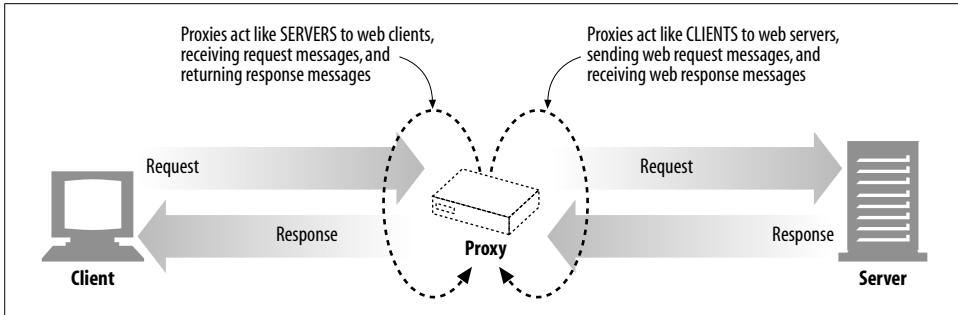 Proxies act like SERVERS to web clients,
receiving request messages, and
returning response messages
Proxies act like CLIENTS to web servers,
sending web request messages, and
receiving web response messages
Request
Request
Response
Response
Proxy
Client
Server